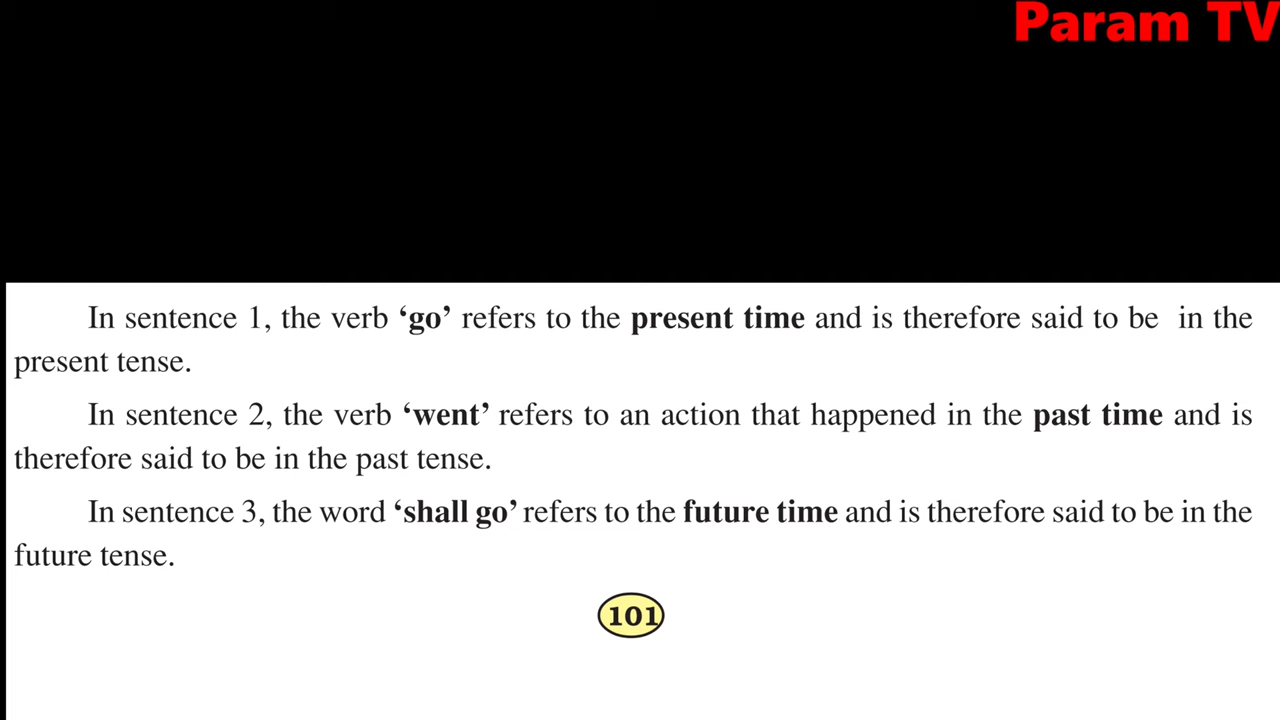 Param TV
In sentence 1, the verb ‘go’ refers to the present time and is therefore said to be in the
present tense.
In sentence 2, the verb ‘went’ refers to an action that happened in the past time and is
therefore said to be in the past tense.
In sentence 3, the word ‘shall go’ refers to the future time and is therefore said to be in the
future tense.
101